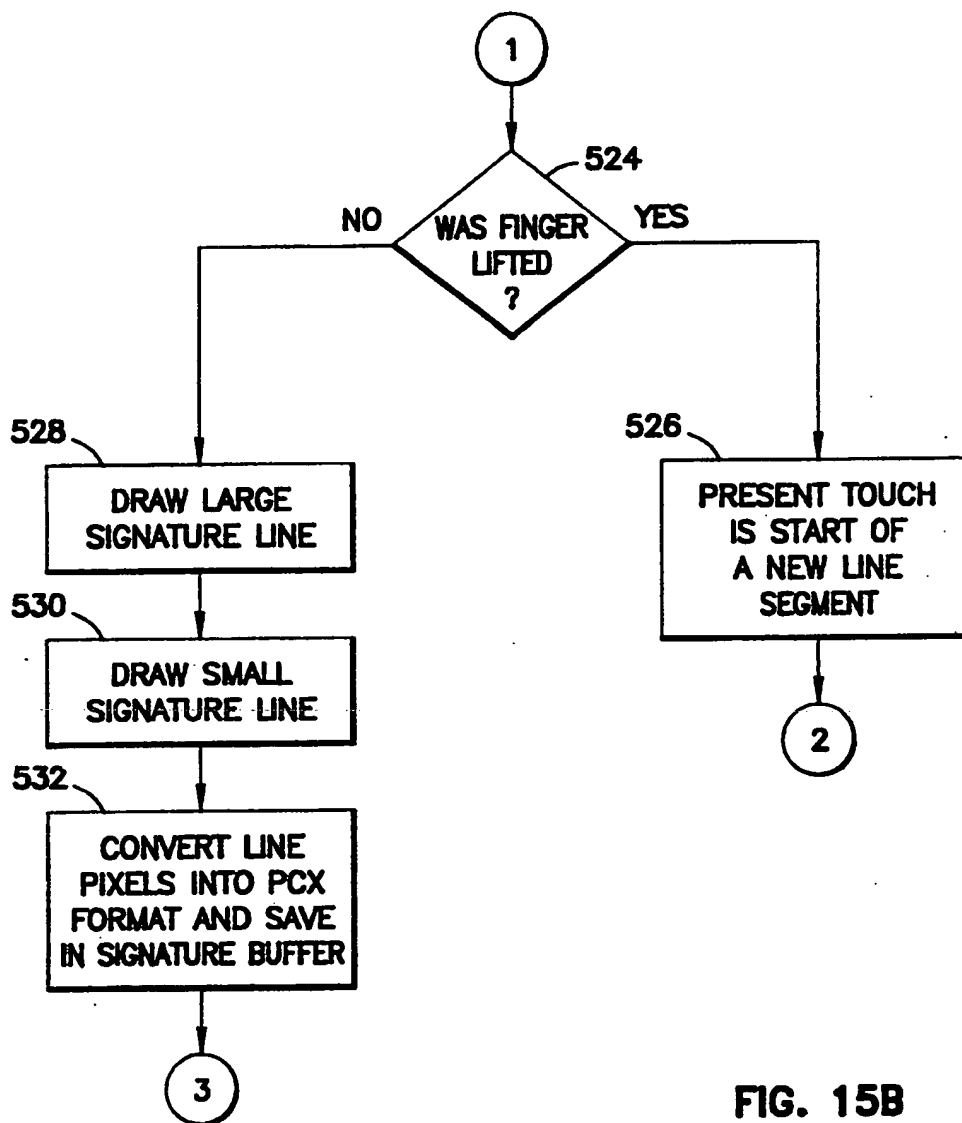 1
524
NO
WAS FINGER
LIFTED
?
YES
528
DRAW LARGE
SIGNATURE LINE
526
PRESENT TOUCH
IS START OF
A NEW LINE
SEGMENT
530
DRAW SMALL
SIGNATURE LINE
2
532
CONVERT LINE
PIXELS INTO PCX
FORMAT AND SAVE
IN SIGNATURE BUFFER
3
FIG. 15B